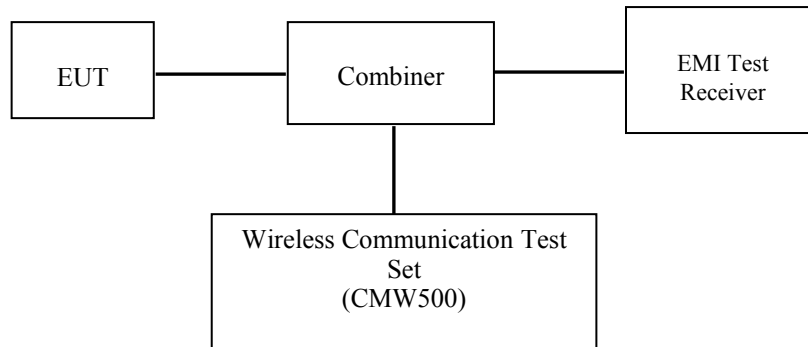 EUT
Combiner
EMI Test
Receiver
Wireless Communication Test
Set
(CMW500)